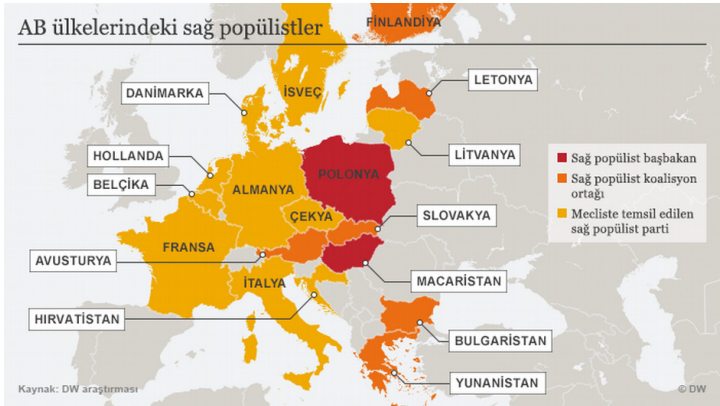 AB ülkelerindeki sağ popülistler
FİNLANDİYA
LETONYA
DANİMARKA
İSVEÇ
LİTVANYA
HOLLANDA
BELÇİKA
ALMANYA
POLONYA
Sağ popülist başbakan
Sağ popülist koalisyon
ortağı
Mecliste temsil edilen
sağ popülist parti
ÇEKYA
SLOVAKYA
FRANSA
AVUSTURYA
İTALYA
MACARİSTAN
HIRVATİSTAN
BULGARİSTAN
YUNANİSTAN
Kaynak: DW araştırması
© DW